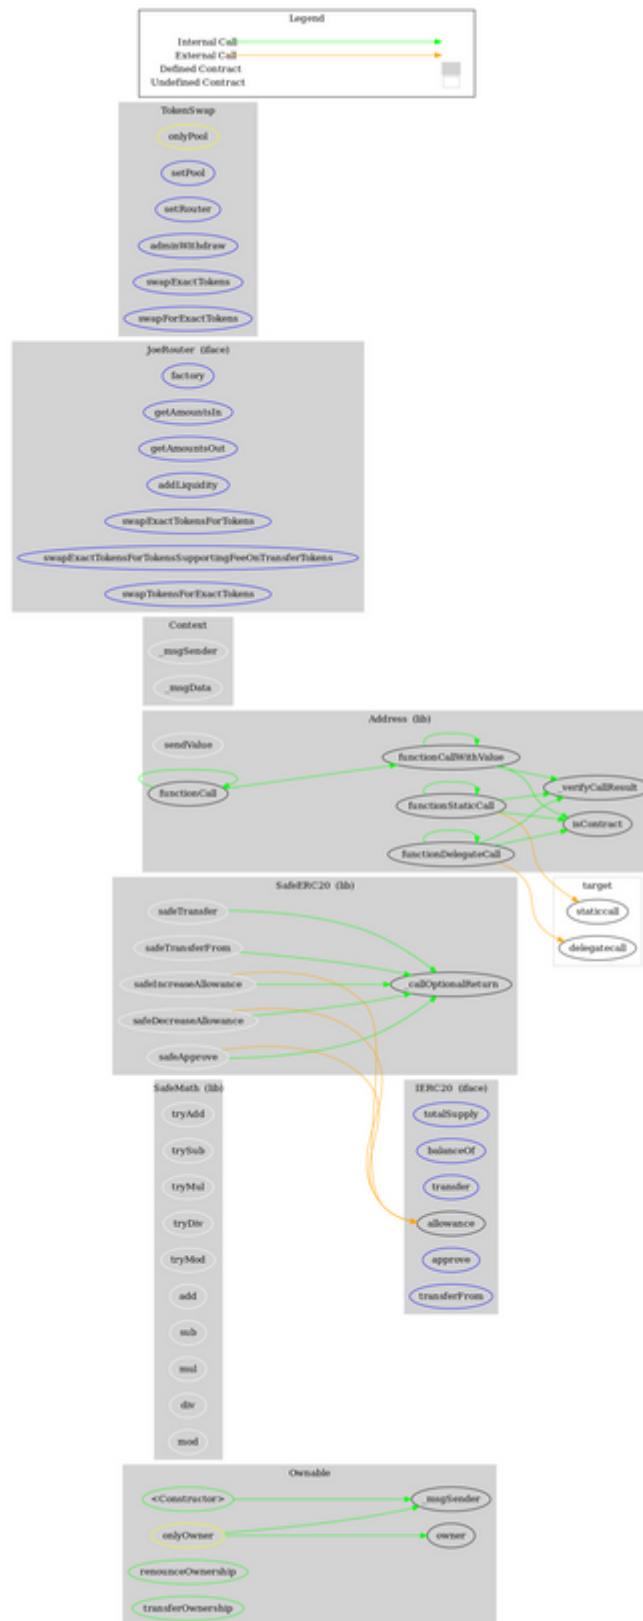 Legend
Internal Call
External Call
Defined Contract
Undefined Contract
TokenSwap
onlyPool
setPool
setRouter
adminWithdraw
swapExactTokens
swapForExactTokens
JoeRouter (iface)
factory
getAmountsIn
getAmountsOut
addLiquidity
swapExactTokensForTokens
swapExactTokensForTokensSupportingFeeOnTransferTokens
swapTokensForExactTokens
Context
_msgSender
_msgData
Address (lib)
sendValue
functionCall
functionCallWithValue
functionStaticCall
functionDelegateCall
_verifyCallResult
isContract
target
staticcall
delegatecall
SafeERC20 (lib)
safeTransfer
safeTransferFrom
safeIncreaseAllowance
safeDecreaseAllowance
safeApprove
_callOptionalReturn
SafeMath (lib)
tryAdd
trySub
tryMul
tryDiv
tryMod
add
sub
mul
div
mod
IERC20 (iface)
totalSupply
balanceOf
transfer
allowance
approve
transferFrom
Ownable
<Constructor>
onlyOwner
renounceOwnership
transferOwnership
_msgSender
owner